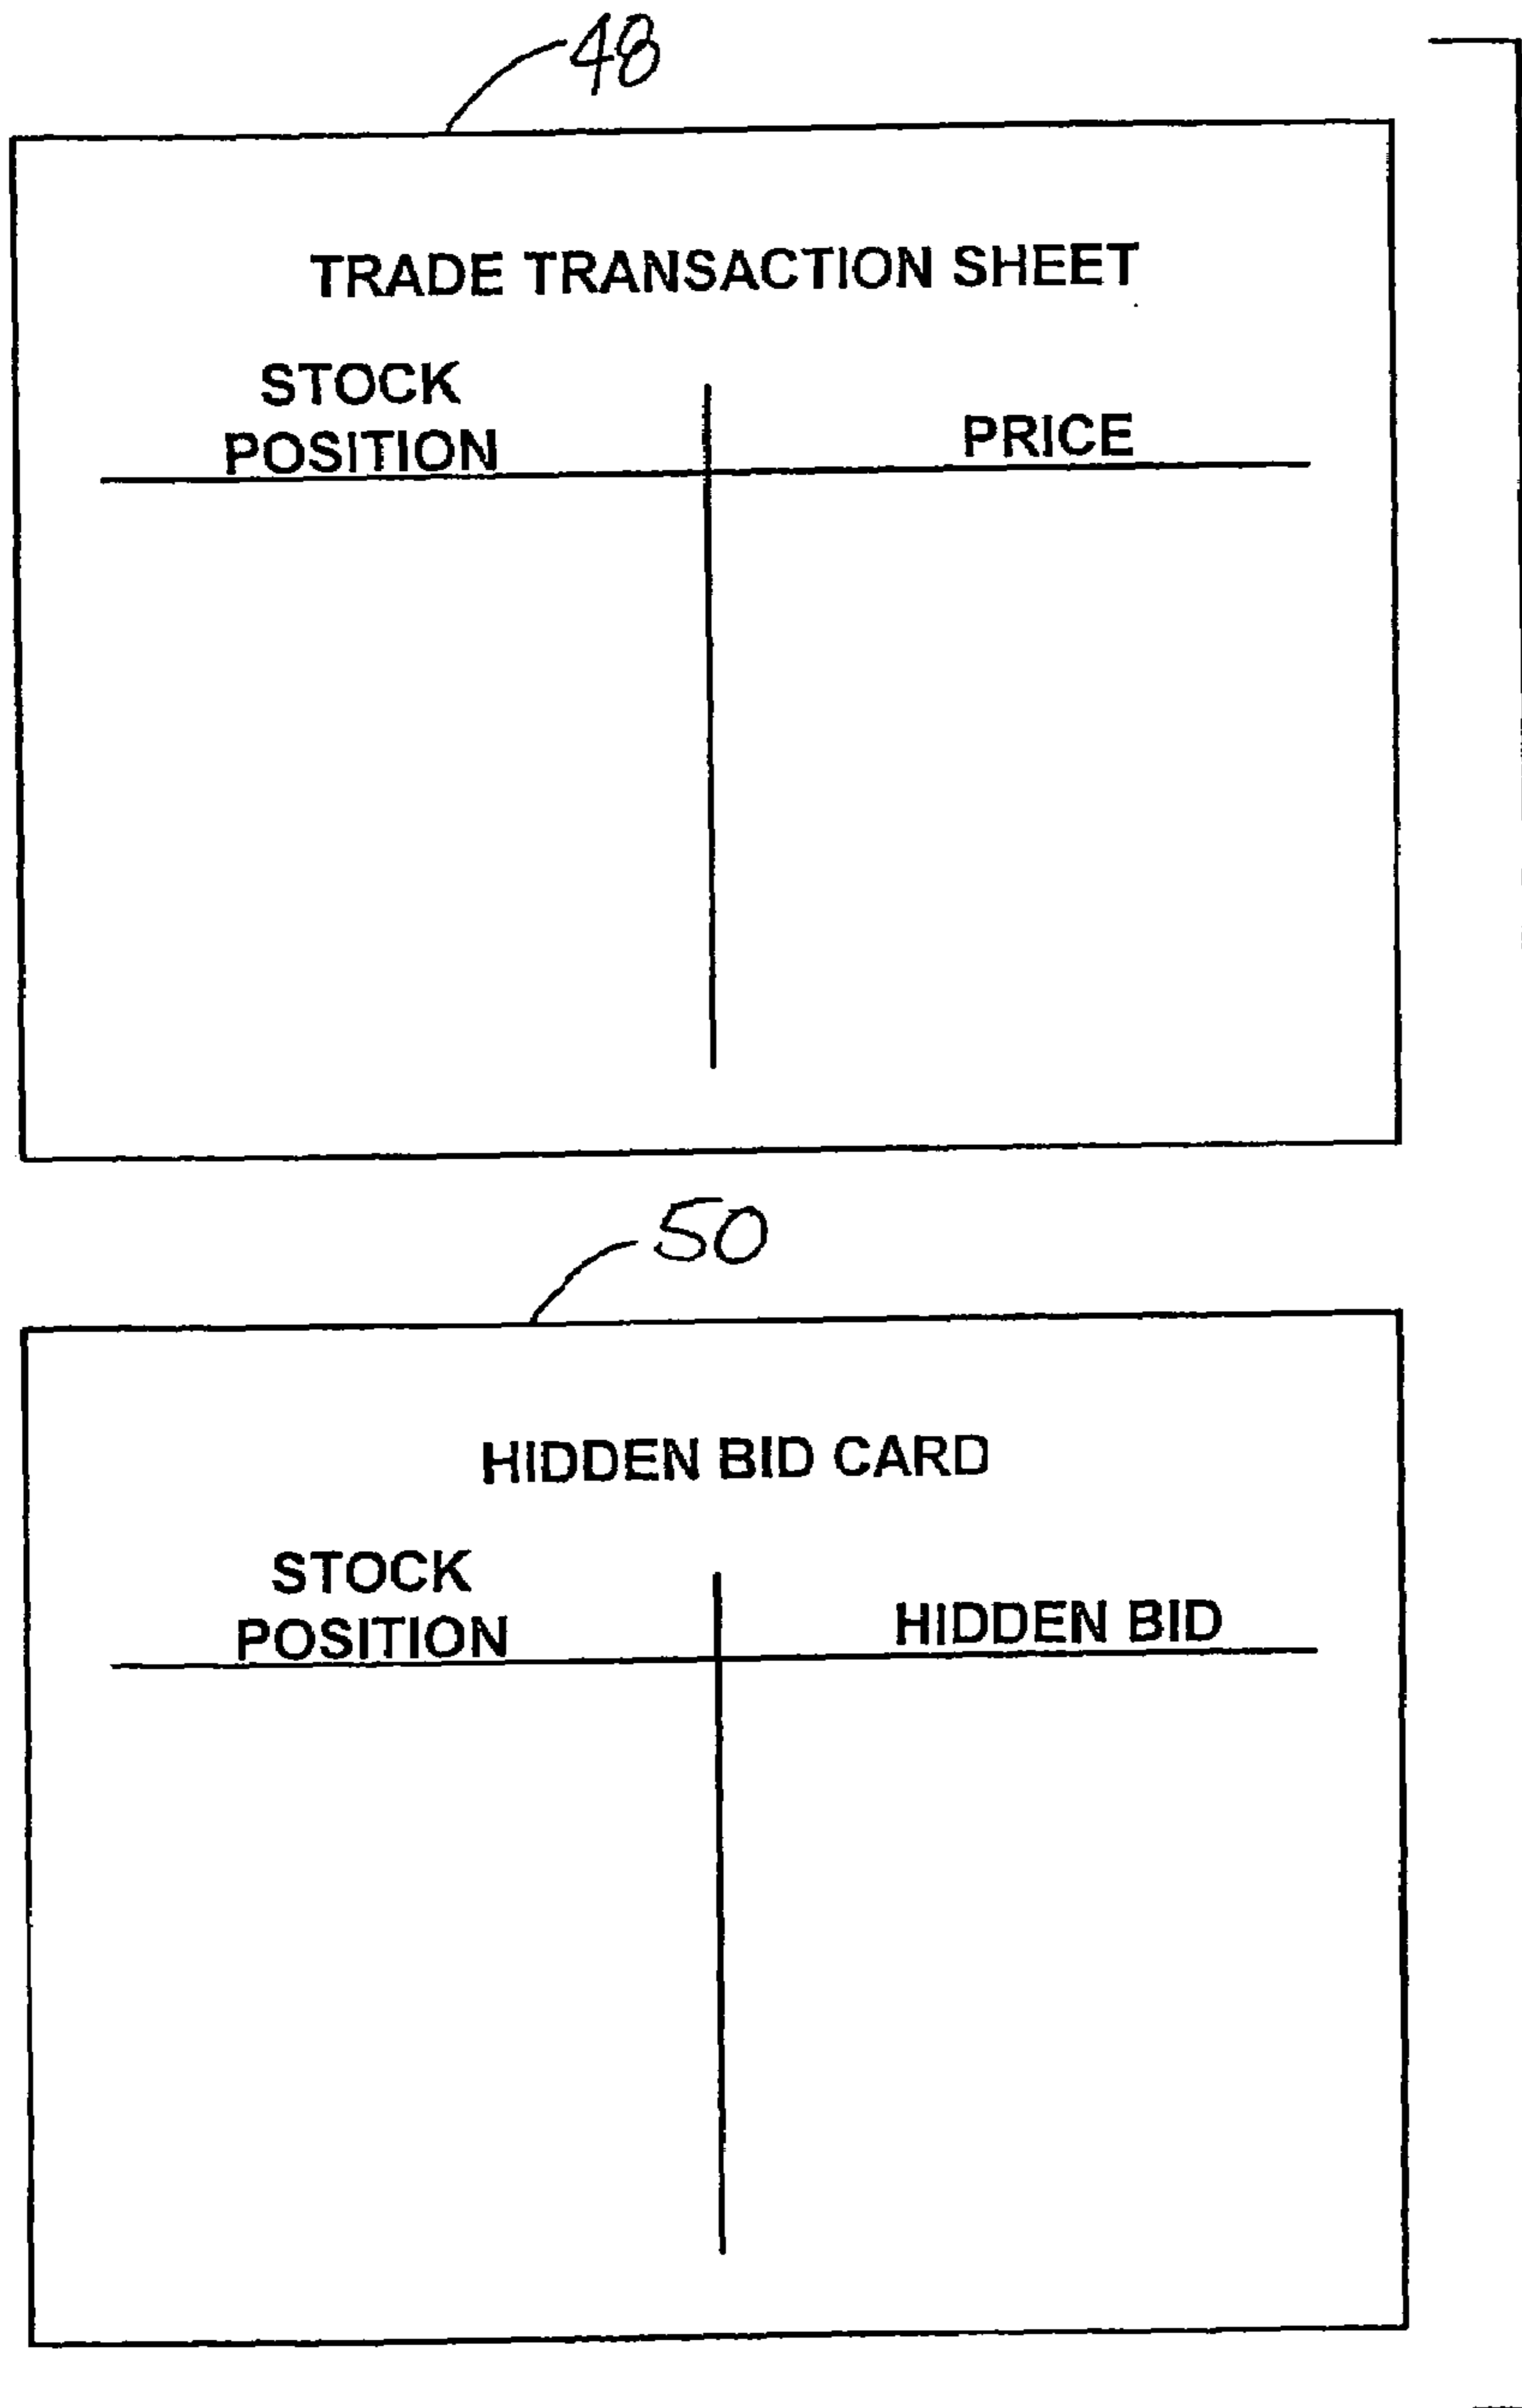 48
TRADE TRANSACTION SHEET
STOCK
POSITION
PRICE
50
HIDDEN BID CARD
STOCK
POSITION
HIDDEN BID